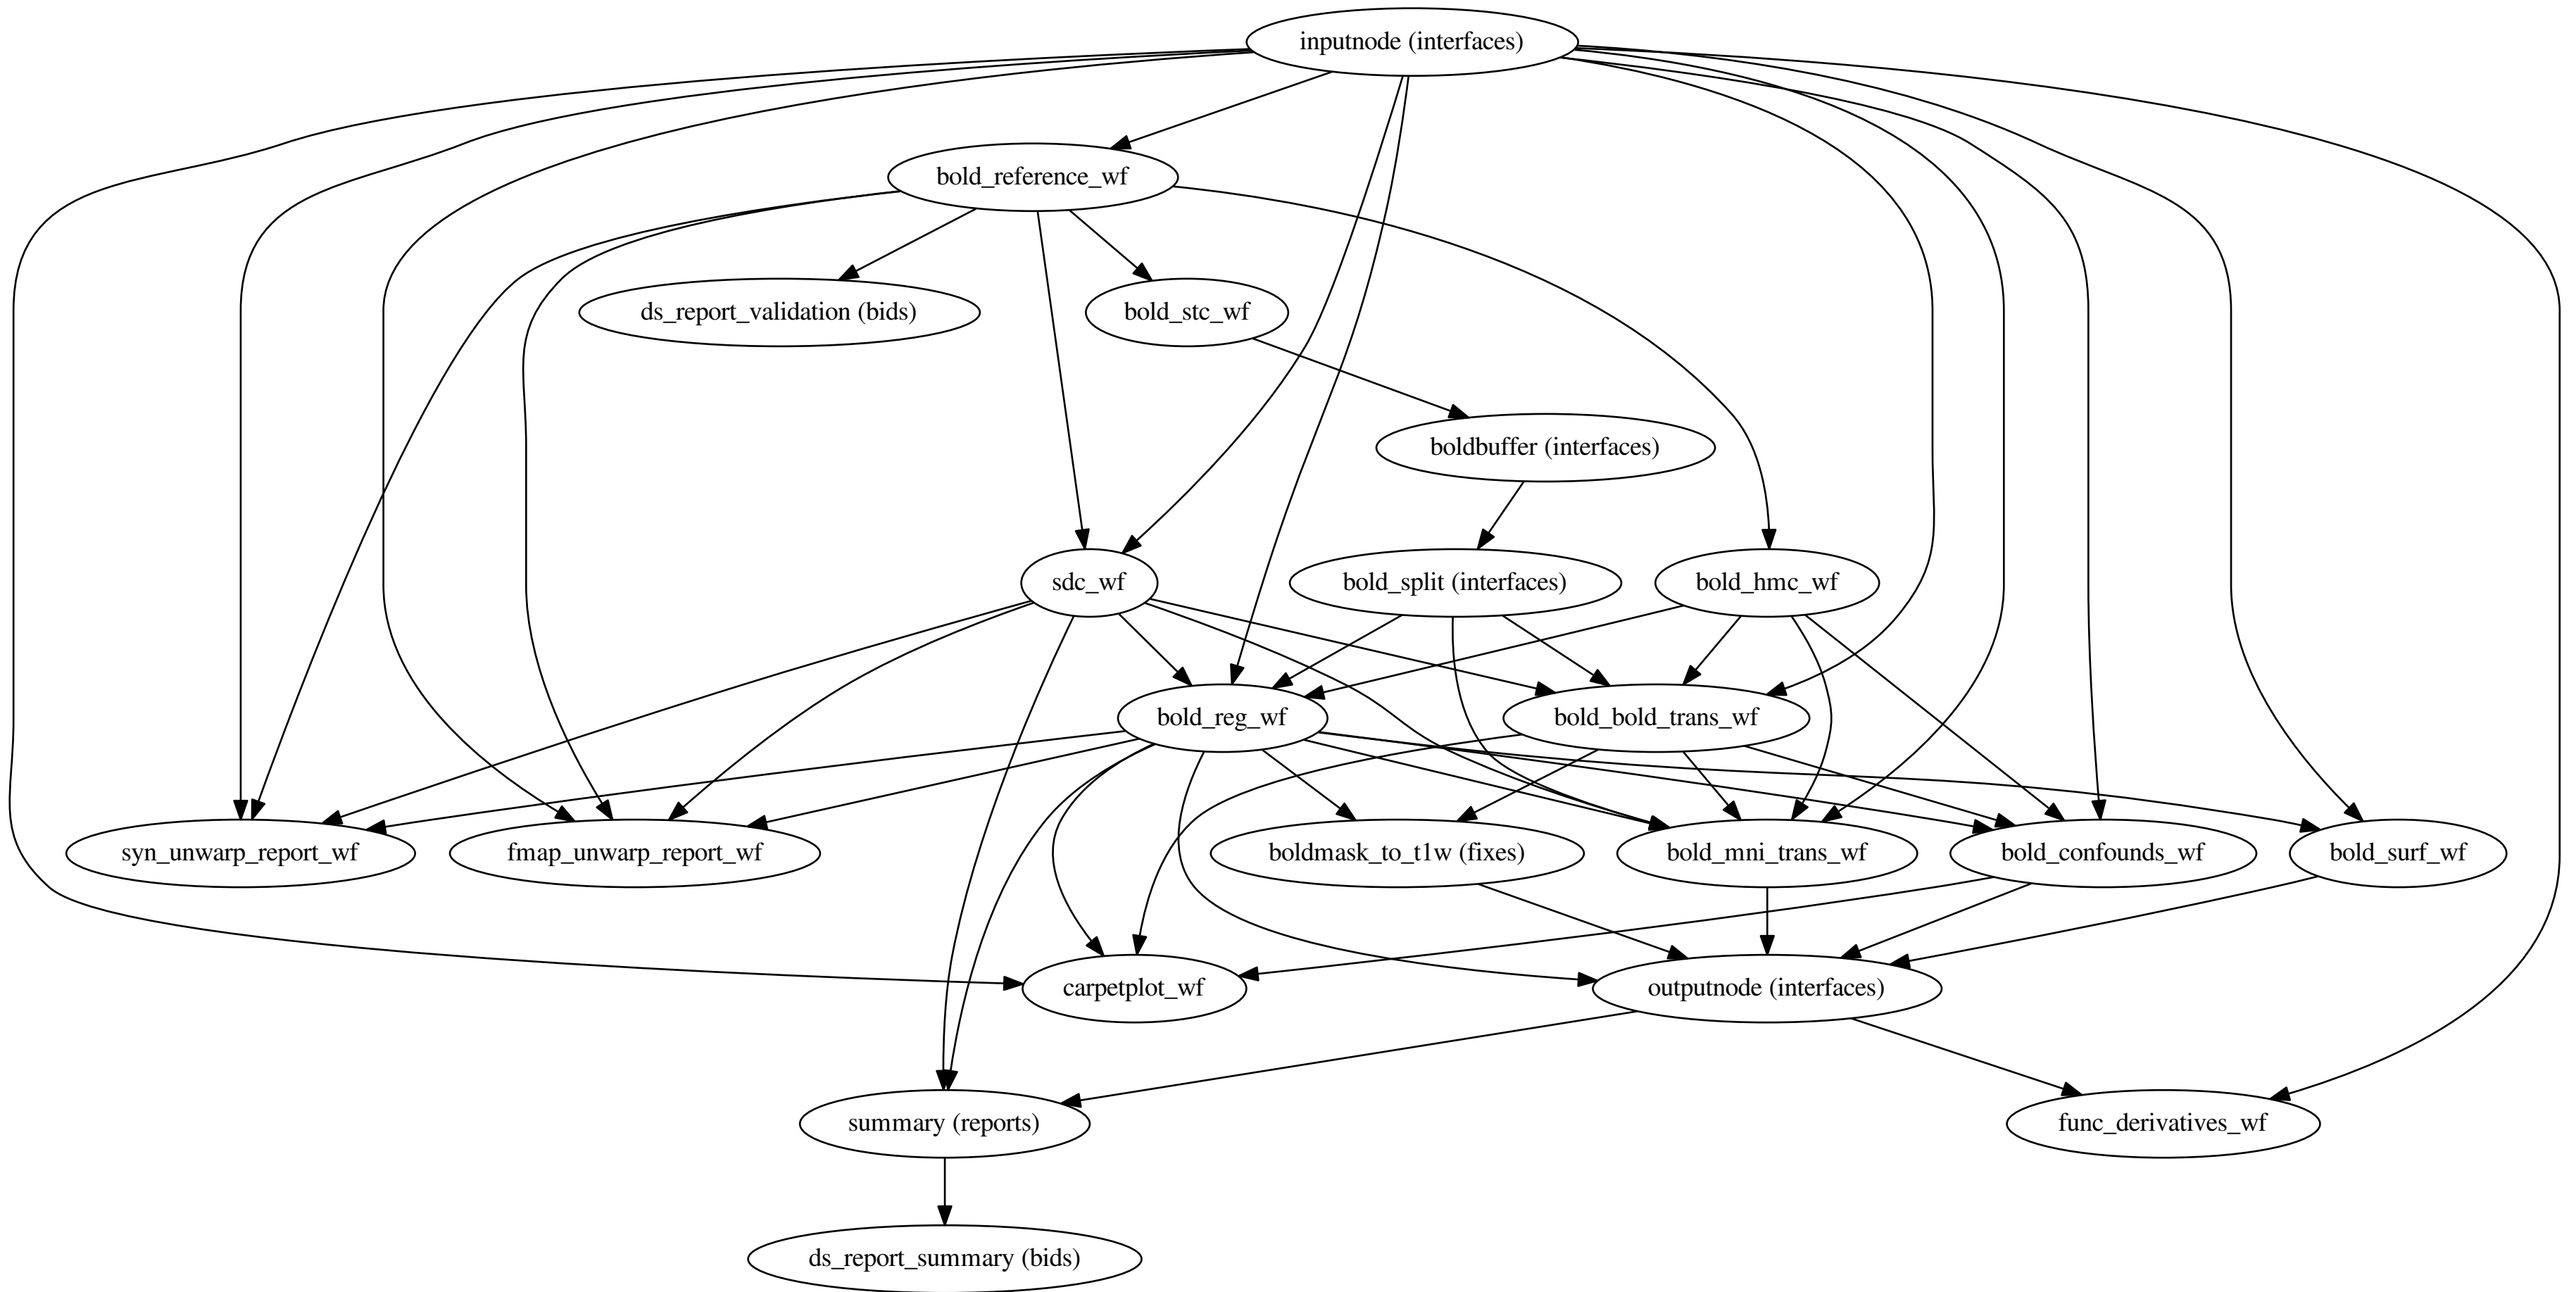 inputnode (interfaces)
bold_reference_wf
ds_report_validation (bids)
bold_stc_wf
boldbuffer (interfaces)
sdc_wf
bold_split (interfaces)
bold_hmc_wf
bold_reg_wf
bold_bold_trans_wf
syn_unwarp_report_wf
fmap_unwarp_report_wf
boldmask_to_t1w (fixes)
bold_mni_trans_wf
bold_confounds_wf
bold_surf_wf
carpetplot_wf
outputnode (interfaces)
summary (reports)
func_derivatives_wf
ds_report_summary (bids)